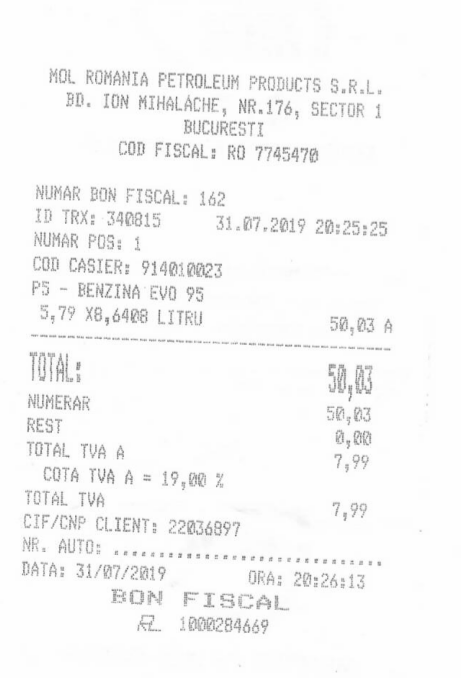 MOL ROMANIA PETROLEUM PRODUCTS S.R.L.
BD. ION MIHALACHE, NR.176, SECTOR 1
BUCURESTI
COD FISCAL: RO 7745470
NUMAR BON FISCAL: 162
ID TRX: 340815 31.07.2019 20:25:25
NUMAR POS: 1
COD CASIER: 914010023
P5 - BENZINA EVO 95
5,79 X8,6408 LITRU 50,03 A
TOTAL: 50,03
NUMERAR 50,03
REST 0,00
TOTAL TVA A 7,99
COTA TVA A = 19,00 %
TOTAL TVA 7,99
CIF/CNP CLIENT: 22036897
NR. AUTO: ..............................
DATA: 31/07/2019 ORA: 20:26:13
BON FISCAL
1000284669